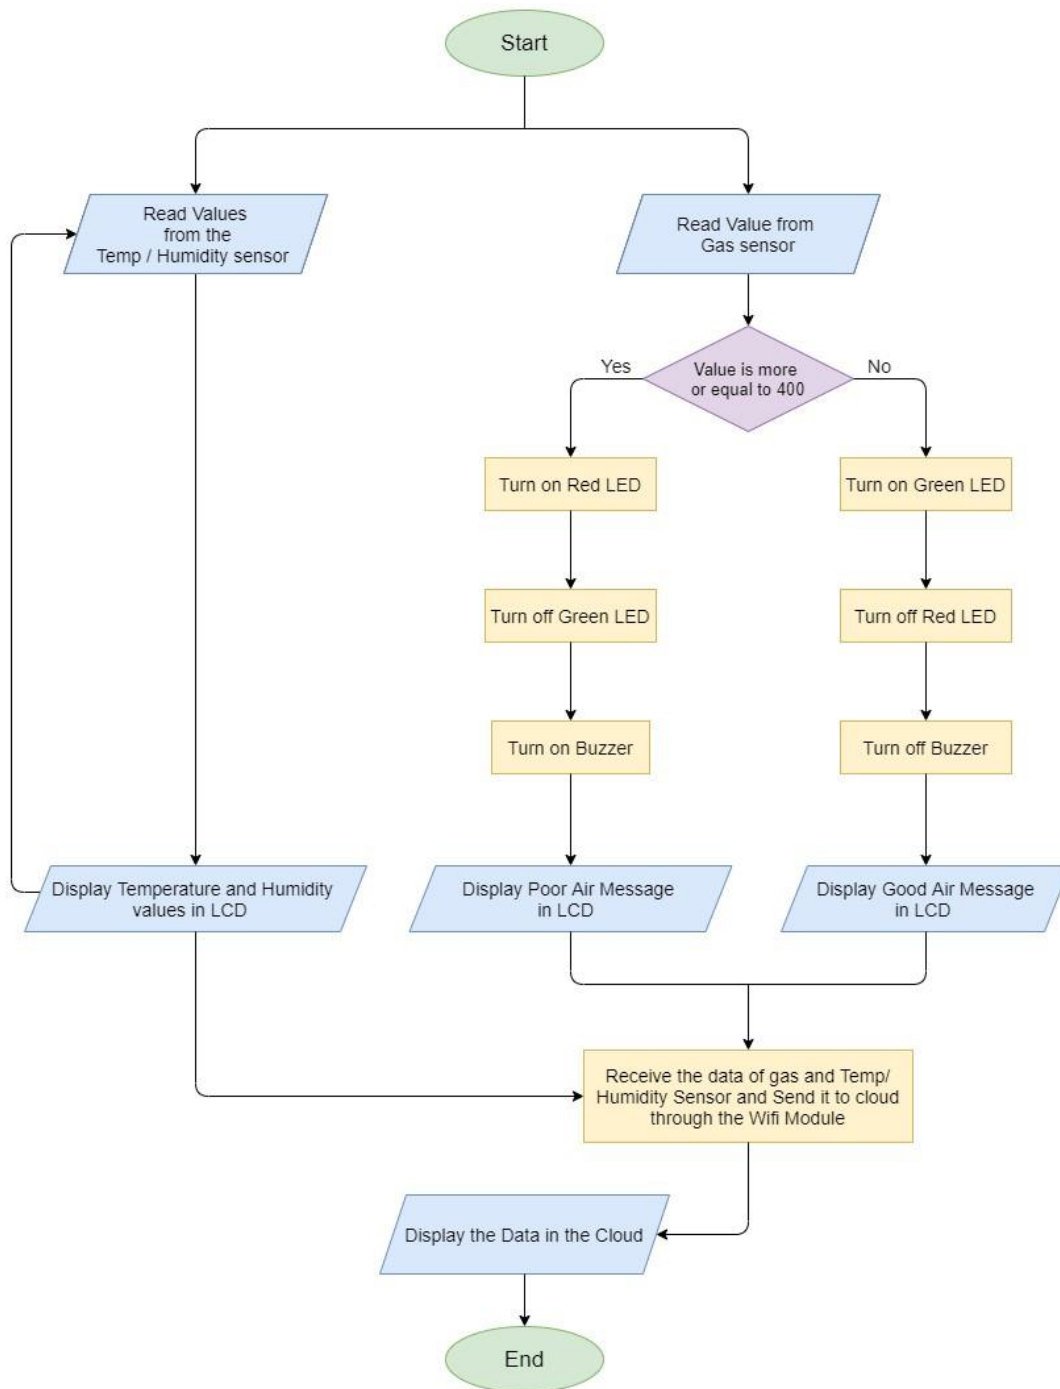 Start
Read Values
from the
Temp / Humidity sensor
Read Value from
Gas sensor
Yes
Value is more
or equal to 400
No
Turn on Red LED
Turn on Green LED
Turn off Green LED
Turn off Red LED
Turn on Buzzer
Turn off Buzzer
Display Temperature and Humidity
values in LCD
Display Poor Air Message
in LCD
Display Good Air Message
in LCD
Receive the data of gas and Temp/
Humidity Sensor and Send it to cloud
through the Wifi Module
Display the Data in the Cloud
End